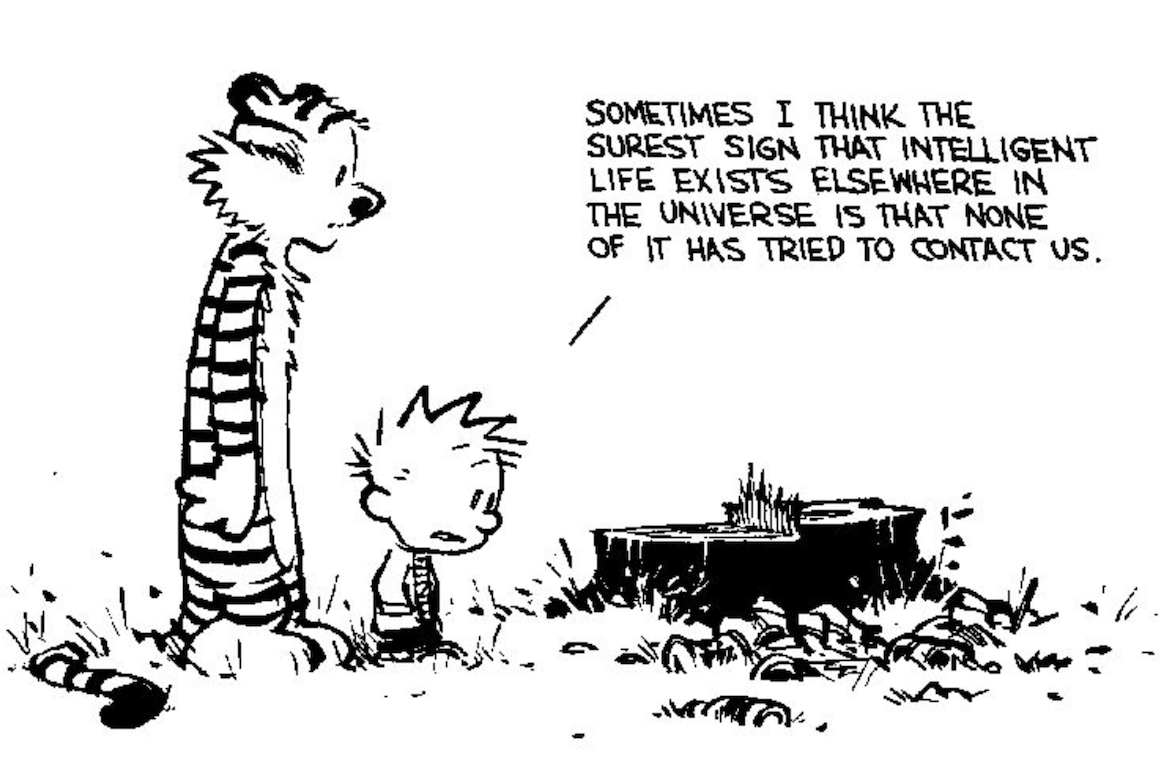 SOMETIMES I THINK THE
SUREST SIGN THAT INTELLIGENT
LIFE EXISTS ELSEWHERE IN
THE UNIVERSE IS THAT NONE
OF IT HAS TRIED TO CONTACT US.